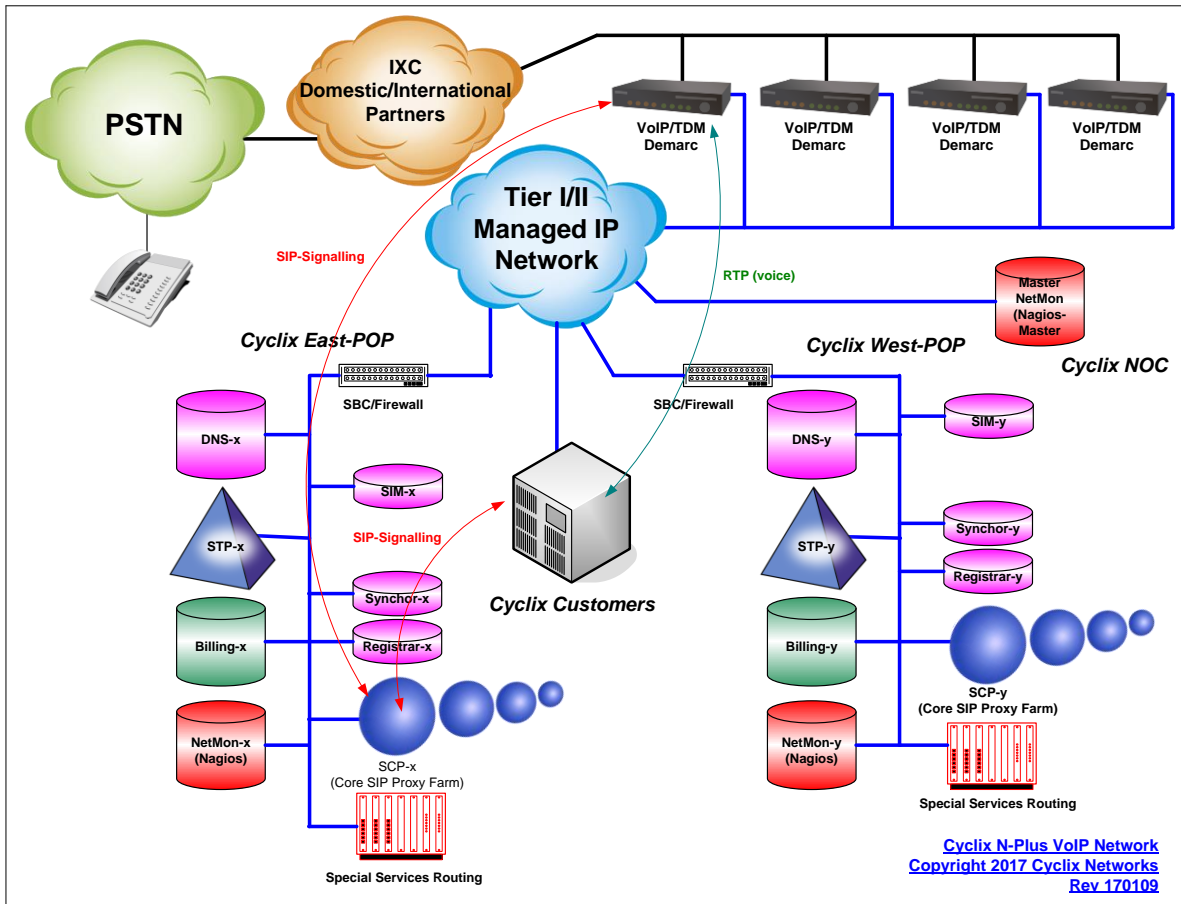 PSTN
IXC
Domestic/International
Partners
VoIP/TDM
Demarc
VoIP/TDM
Demarc
VoIP/TDM
Demarc
VoIP/TDM
Demarc
Tier I/II
Managed IP
Network
SIP-Signalling
RTP (voice)
Master
NetMon
(Nagios-
Master
Cyclix NOC
Cyclix East-POP
SBC/Firewall
DNS-x
SIM-x
STP-x
SIP-Signalling
Synchor-x
Billing-x
Registrar-x
NetMon-x
(Nagios)
SCP-x
(Core SIP Proxy Farm)
Special Services Routing
Cyclix Customers
Cyclix West-POP
SBC/Firewall
DNS-y
SIM-y
STP-y
Synchor-y
Registrar-y
Billing-y
SCP-y
(Core SIP Proxy Farm)
NetMon-y
(Nagios)
Special Services Routing
Cyclix N-Plus VoIP Network
Copyright 2017 Cyclix Networks
Rev 170109